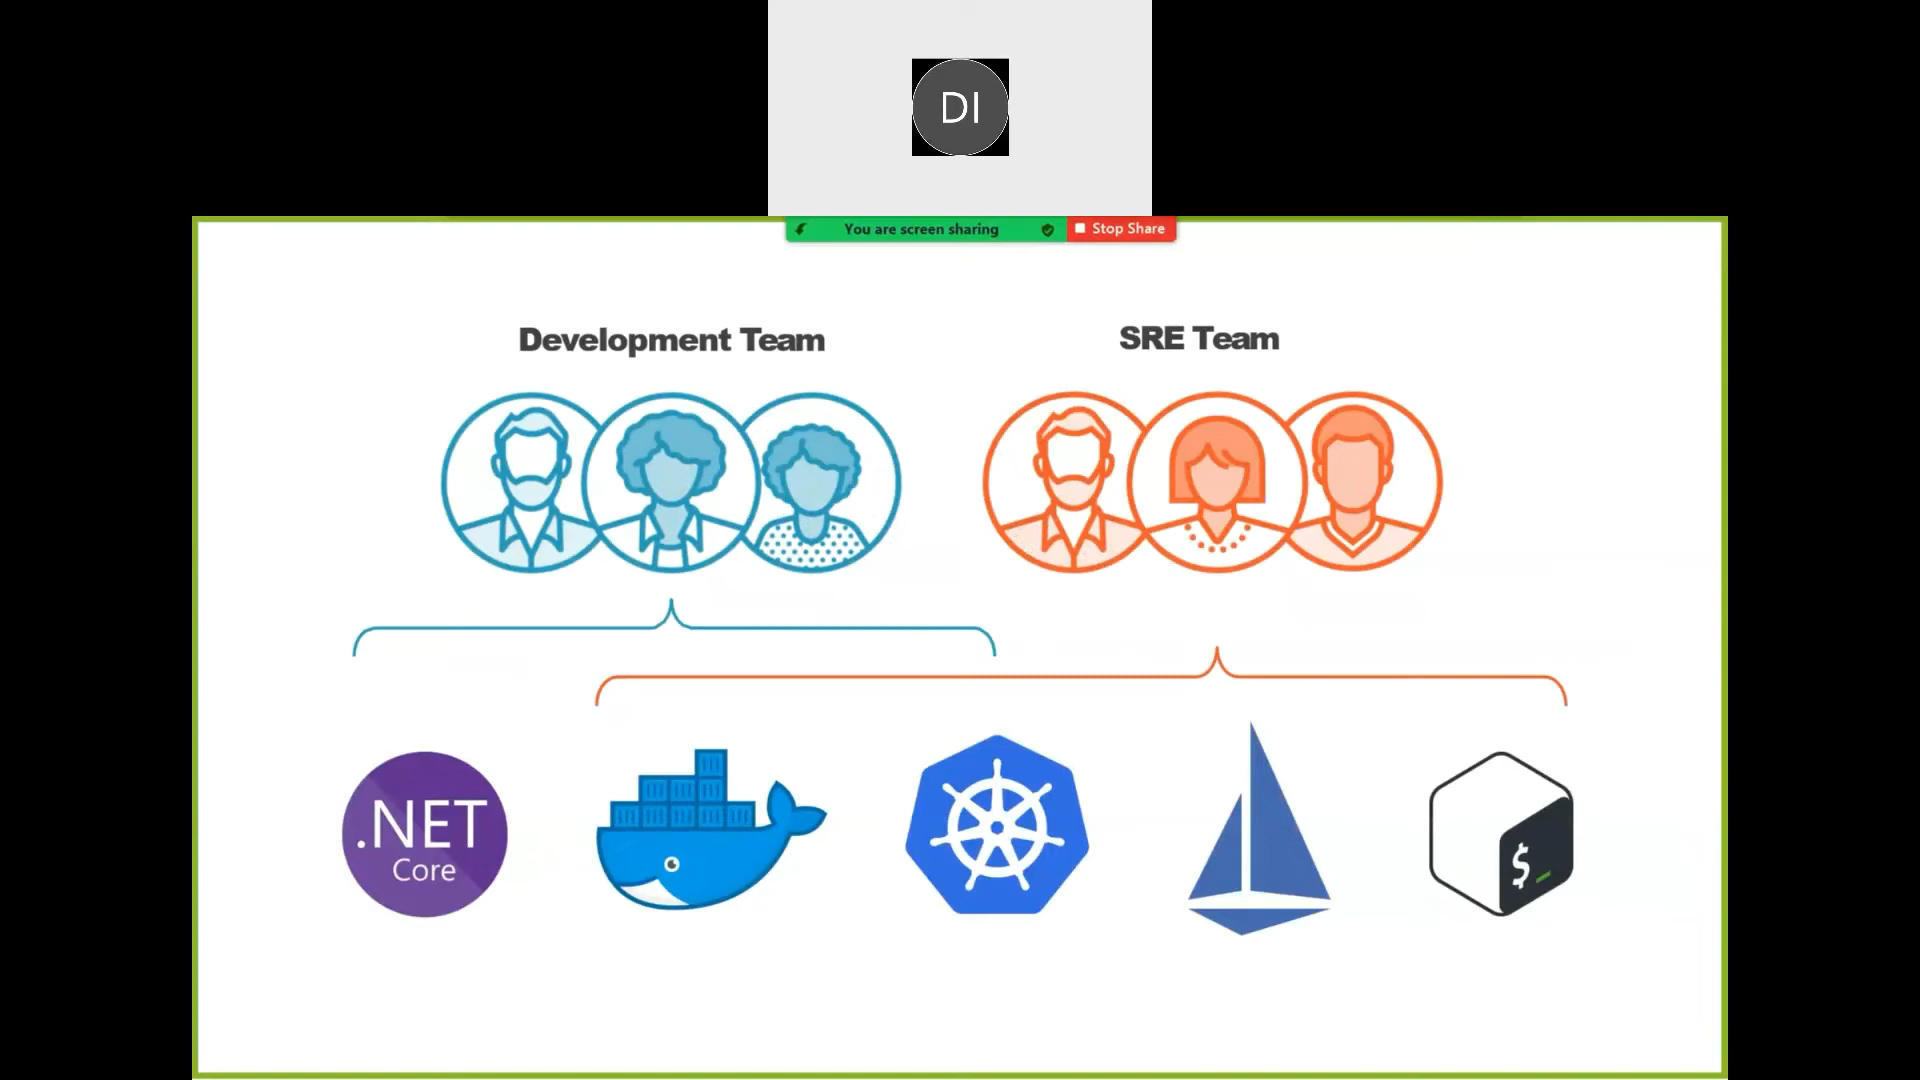 DI
You are screen sharing
Stop Share
Development Team
SRE Team
.NET
Core
$_